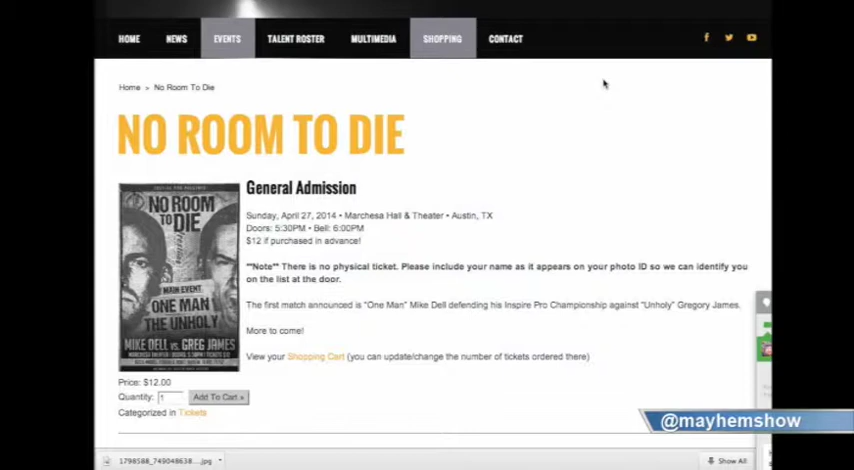 HOME NEWS EVENTS TALENT ROSTER MULTIMEDIA SHOPPING CONTACT
Home > No Room To Die
NO ROOM TO DIE
General Admission
Sunday, April 27, 2014 • Marchesa Hall & Theater • Austin, TX
Doors: 5:30PM • Bell: 6:00PM
$12 if purchased in advance!
**Note** There is no physical ticket. Please include your name as it appears on your photo ID so we can identify you
on the list at the door.
The first match announced is "One Man" Mike Dell defending his Inspire Pro Championship against "Unholy" Gregory James.
More to come!
View your Shopping Cart (you can update/change the number of tickets ordered there)
NO ROOM
TO DIE
MAIN EVENT
ONE MAN
THE UNHOLY
MIKE DELL VS. GREG JAMES
Price: $12.00
Quantity: 1 Add To Cart »
Categorized in Tickets
@mayhemshow
1798588_749048638....jpg
Show All